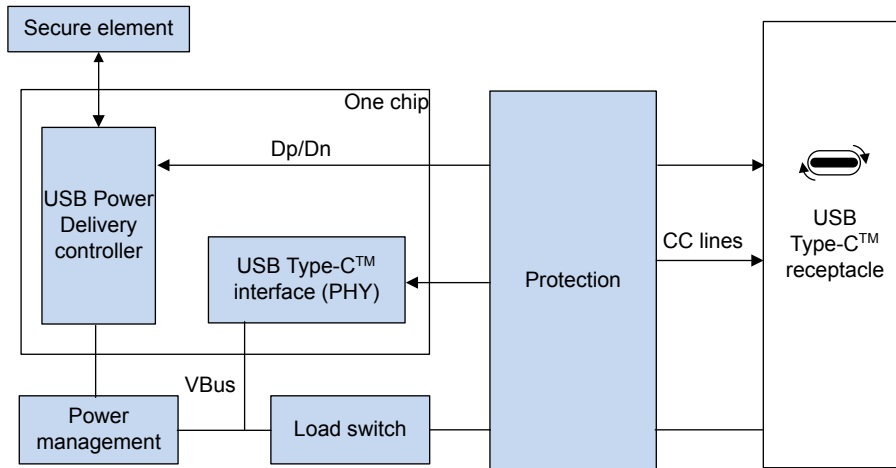 Secure element
One chip
Dp/Dn
USB Power
Delivery
controller
USB Type-C™
interface (PHY)
Protection
CC lines
USB
Type-C™
receptacle
VBus
Power
management
Load switch